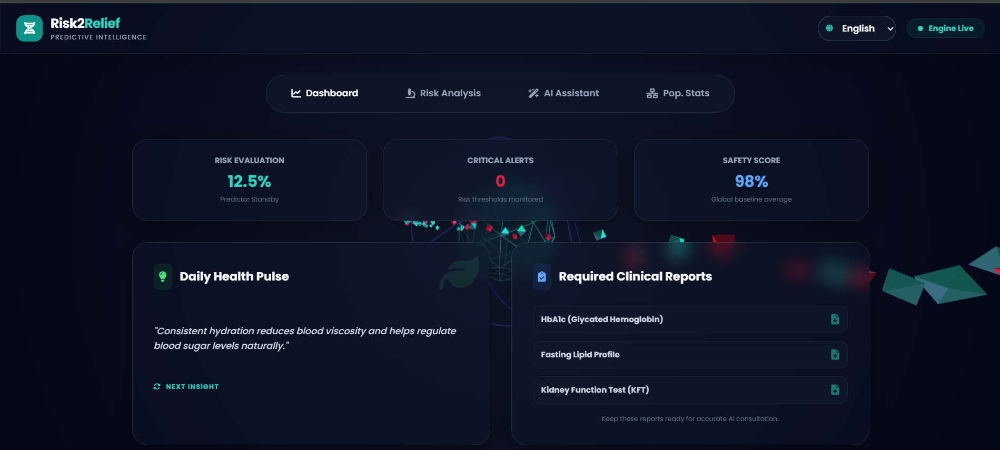 Risk2Relief
PREDICTIVE INTELLIGENCE
English
Engine Live
Dashboard
Risk Analysis
AI Assistant
Pop. Stats
RISK EVALUATION
12.5%
Predictor Standby
CRITICAL ALERTS
0
Risk thresholds monitored
SAFETY SCORE
98%
Global baseline average
Daily Health Pulse
"Consistent hydration reduces blood viscosity and helps regulate
blood sugar levels naturally."
NEXT INSIGHT
Required Clinical Reports
HbA1c (Glycated Hemoglobin)
Fasting Lipid Profile
Kidney Function Test (KFT)
Keep these reports ready for accurate AI consultation.